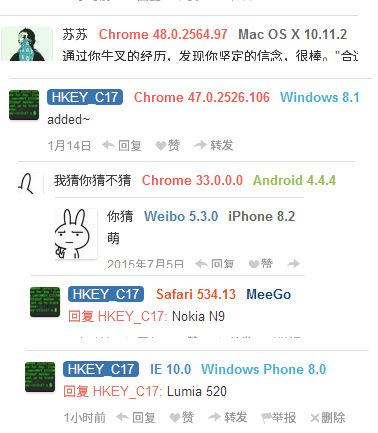 苏苏 Chrome 48.0.2564.97 Mac OS X 10.11.2
通过你牛叉的经历，发现你坚定的信念，很棒。"合
HKEY_C17 Chrome 47.0.2526.106 Windows 8.1
added~
1月14日 回复 赞 转发
我猜你猜不猜 Chrome 33.0.0.0 Android 4.4.4
你猜 Weibo 5.3.0 iPhone 8.2
萌
2015年7月5日 回复 赞
HKEY_C17 Safari 534.13 MeeGo
回复 HKEY_C17: Nokia N9
HKEY_C17 IE 10.0 Windows Phone 8.0
回复 HKEY_C17: Lumia 520
1小时前 回复 赞 转发 举报 删除